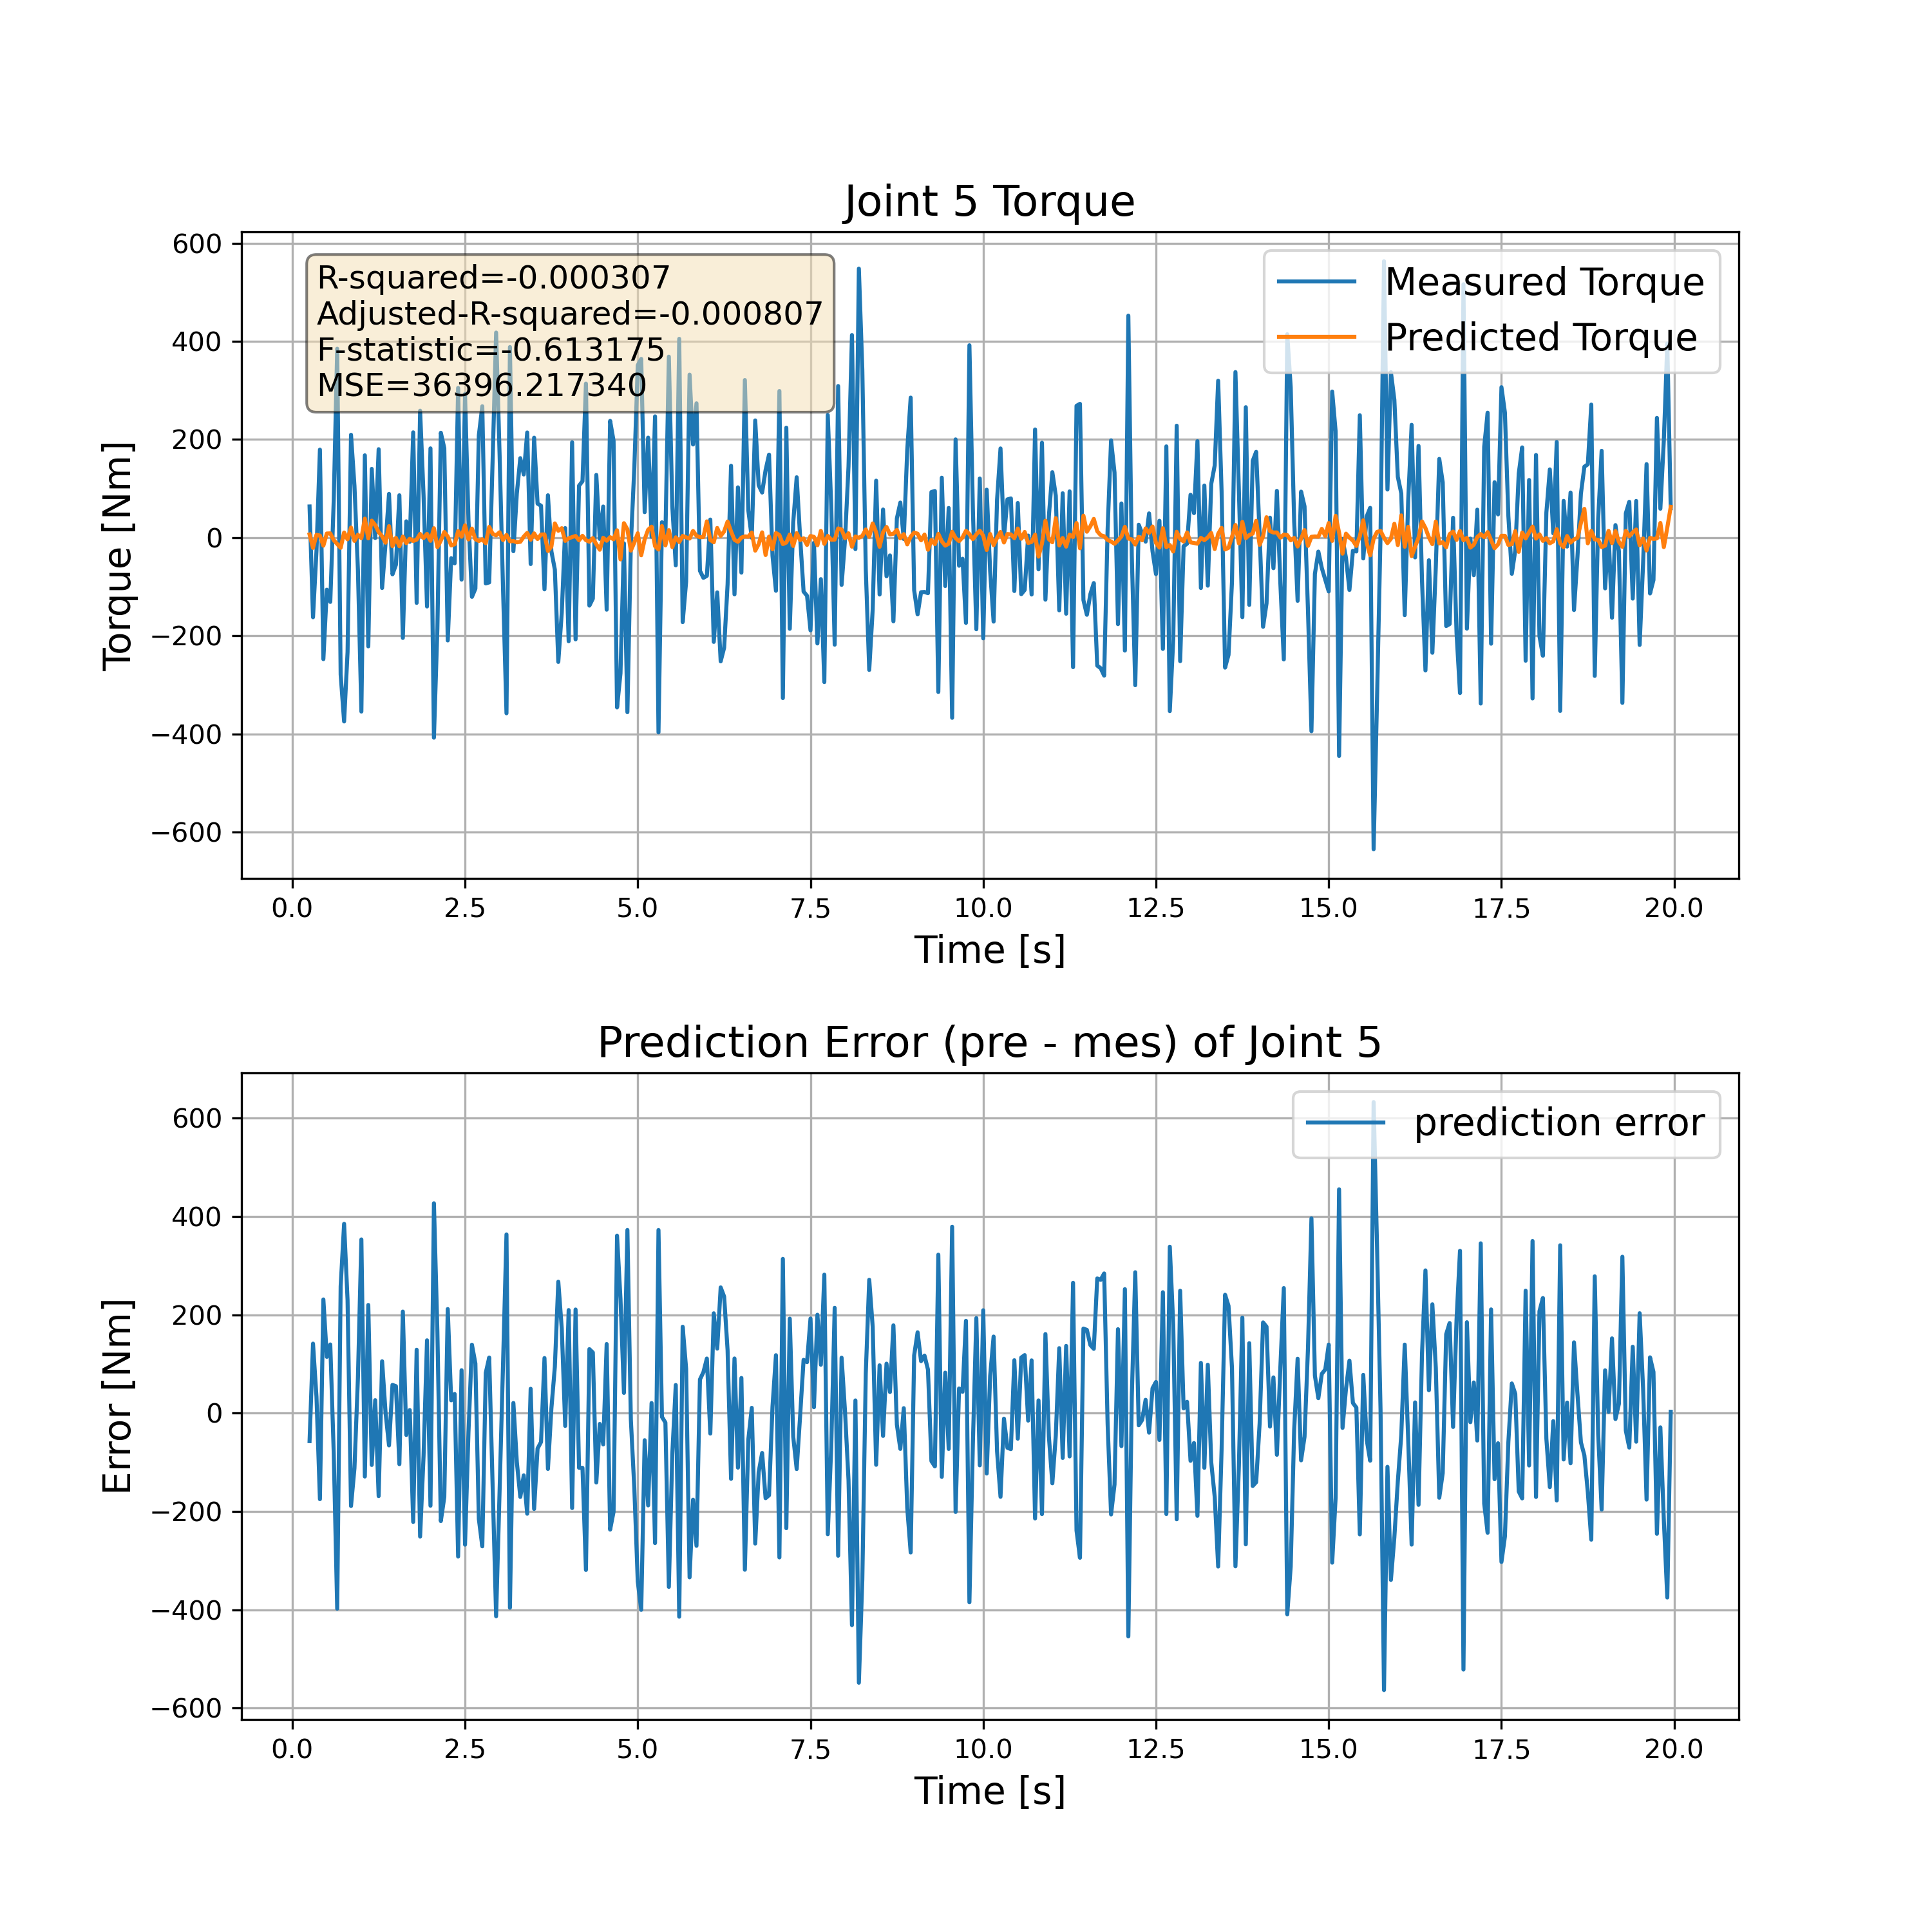 Joint 5 Torque
600
400
200
0
−200
−400
−600
Torque [Nm]
R-squared=-0.000307
Adjusted-R-squared=-0.000807
F-statistic=-0.613175
MSE=36396.217340
Measured Torque
Predicted Torque
0.0 2.5 5.0 7.5 10.0 12.5 15.0 17.5 20.0
Time [s]
Prediction Error (pre - mes) of Joint 5
600
400
200
0
−200
−400
−600
Error [Nm]
prediction error
0.0 2.5 5.0 7.5 10.0 12.5 15.0 17.5 20.0
Time [s]